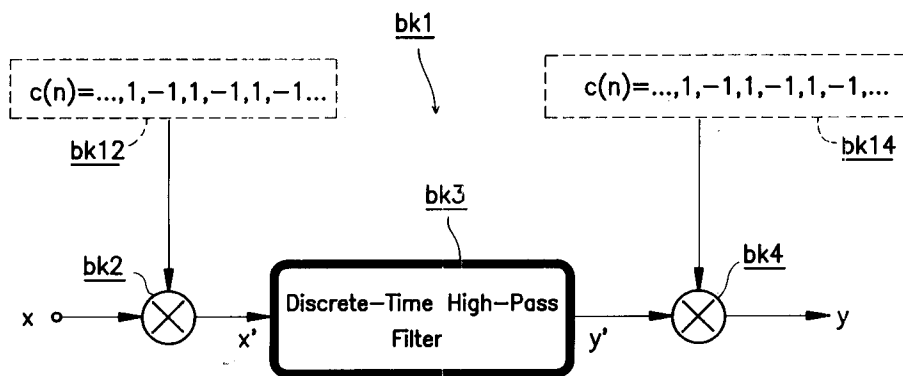 bk1
c(n)=...,1,-1,1,-1,1,-1...
c(n)=...,1,-1,1,-1,1,-1,...
bk12
bk14
bk3
bk2
bk4
x
x'
Discrete-Time High-Pass
Filter
y'
y